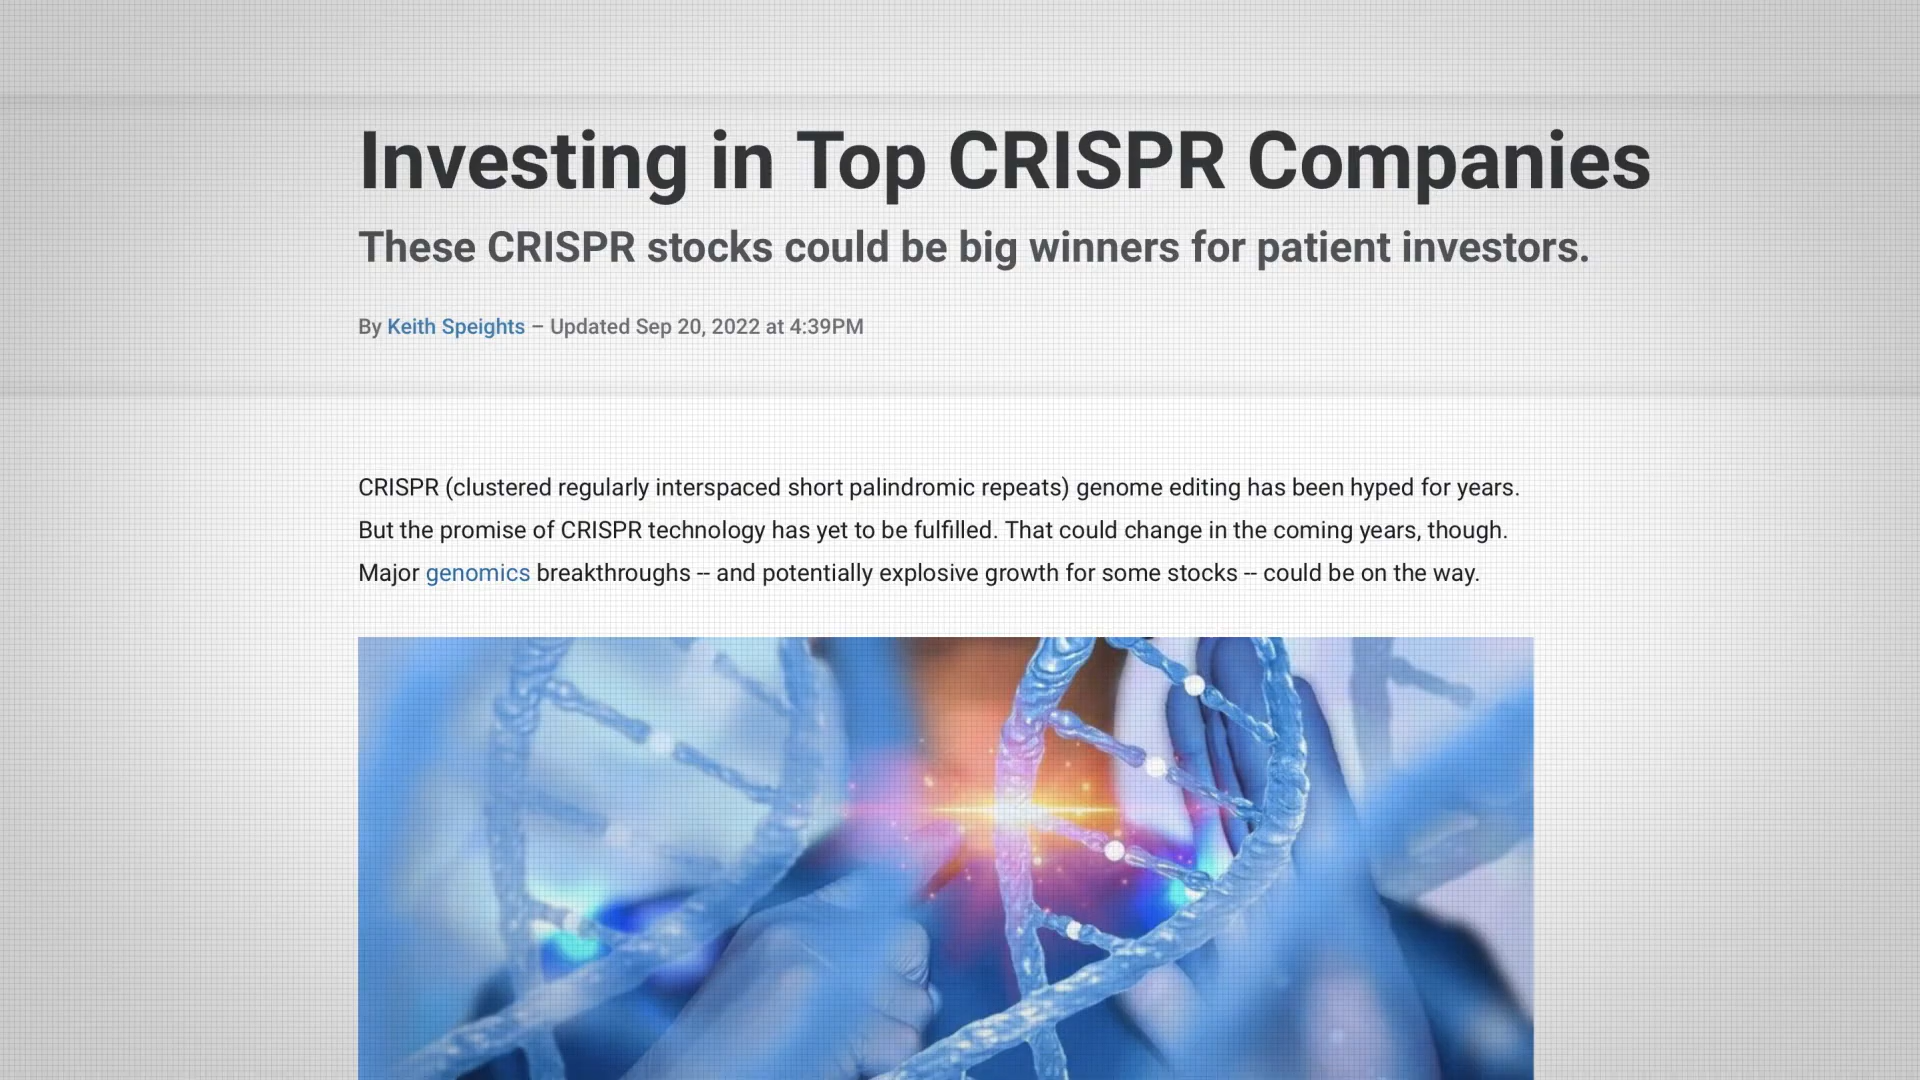 Investing in Top CRISPR Companies
These CRISPR stocks could be big winners for patient investors.
By Keith Speights – Updated Sep 20, 2022 at 4:39PM
CRISPR (clustered regularly interspaced short palindromic repeats) genome editing has been hyped for years.
But the promise of CRISPR technology has yet to be fulfilled. That could change in the coming years, though.
Major genomics breakthroughs -- and potentially explosive growth for some stocks -- could be on the way.